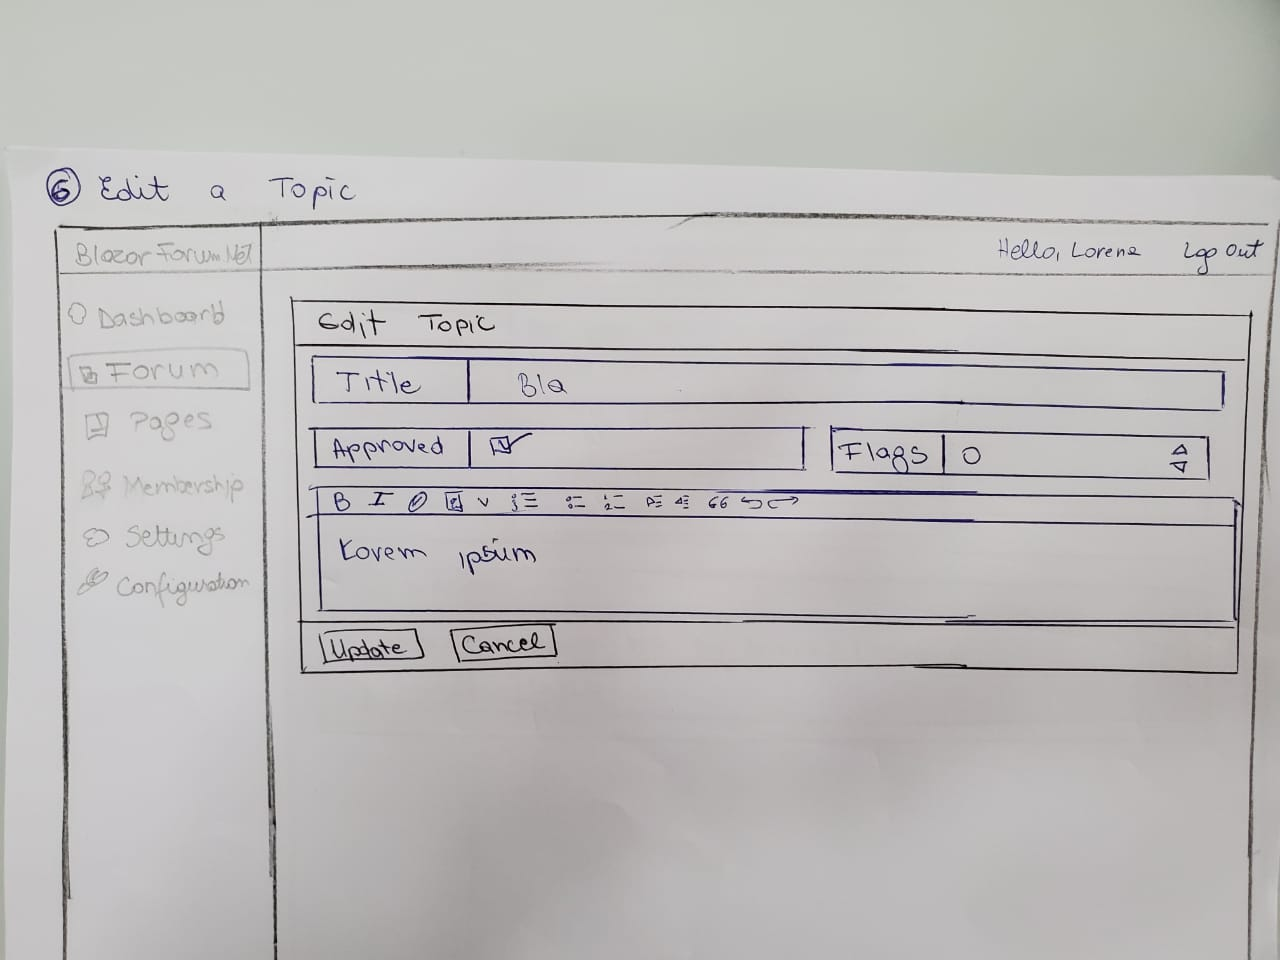 6 Edit a Topic
Blazor Forum.Net
Hello, Lorena Log Out
Dashboard
Forum
Pages
Membership
Settings
Configuration
Edit Topic
Title Bla
Approved
Flags 0
B I
Lorem ipsum
Update Cancel